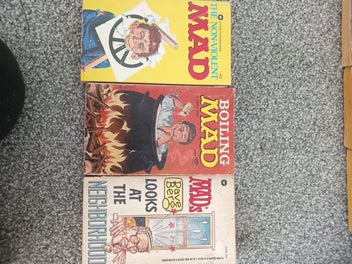 THE NON-VIOLENT
MAD
BOILING
MAD
MAD's
Dave Berg
LOOKS
AT
THE
NEIGHBORHOOD